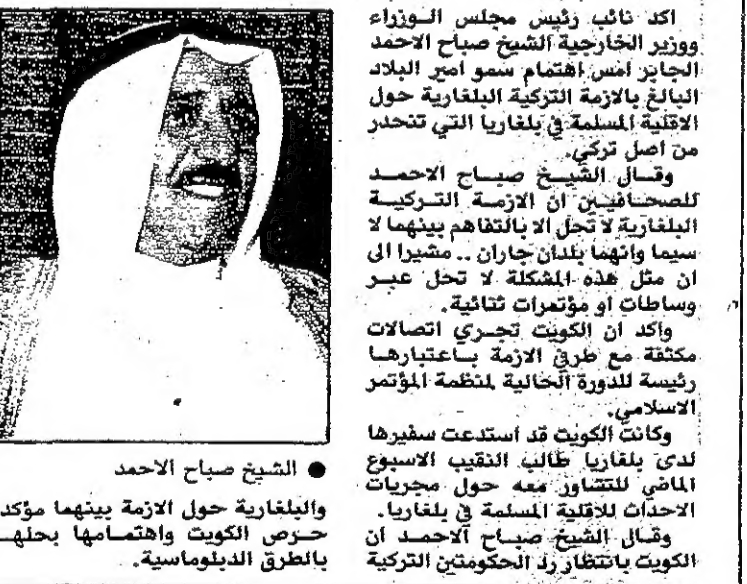 اكد نائب رئيس مجلس الوزراء
ووزير الخارجية الشيخ صباح الاحمد
الجابر امس اهتمام سمو امير البلاد
البالغ بالازمة التركية البلغارية حول
الاقلية المسلمة في بلغاريا التي تنحدر
من اصل تركي.
وقال الشيخ صباح الاحمد
للصحافيين ان الازمة التركية
البلغارية لا تحل الا بالتفاهم بينهما لا
سيما وانهما بلدان جاران .. مشيرا الى
ان مثل هذه المشكلة لا تحل عبر
وساطات او مؤتمرات ثنائية.
واكد ان الكويت تجري اتصالات
مكثفة مع طرفي الازمة باعتبارها
رئيسة للدورة الحالية لمنظمة المؤتمر
الاسلامي.
وكانت الكويت قد استدعت سفيرها
لدى بلغاريا طالب النقيب الاسبوع
الماضي للتشاور معه حول مجريات
الاحداث للاقلية المسلمة في بلغاريا.
وقال الشيخ صباح الاحمد ان
الكويت بانتظار رد الحكومتين التركية
● الشيخ صباح الاحمد
والبلغارية حول الازمة بينهما مؤكد
حرص الكويت واهتمامها بحلها
بالطرق الدبلوماسية.